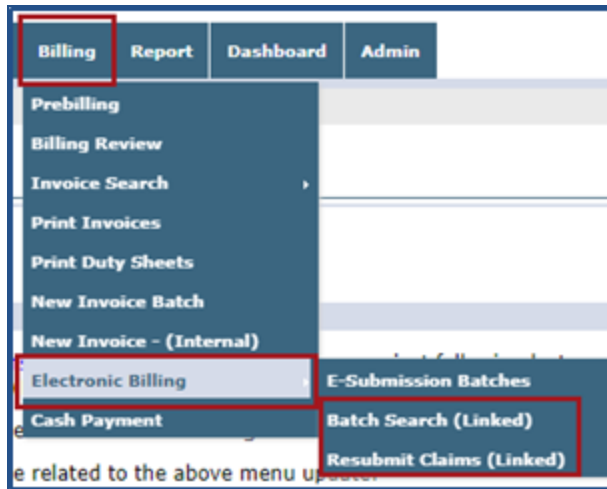 Billing Report Dashboard Admin
Prebilling
Billing Review
Invoice Search
Print Invoices
Print Duty Sheets
New Invoice Batch
New Invoice - (Internal)
Electronic Billing
E-Submission Batches
Cash Payment
Batch Search (Linked)
Resubmit Claims (Linked)
e related to the above menu